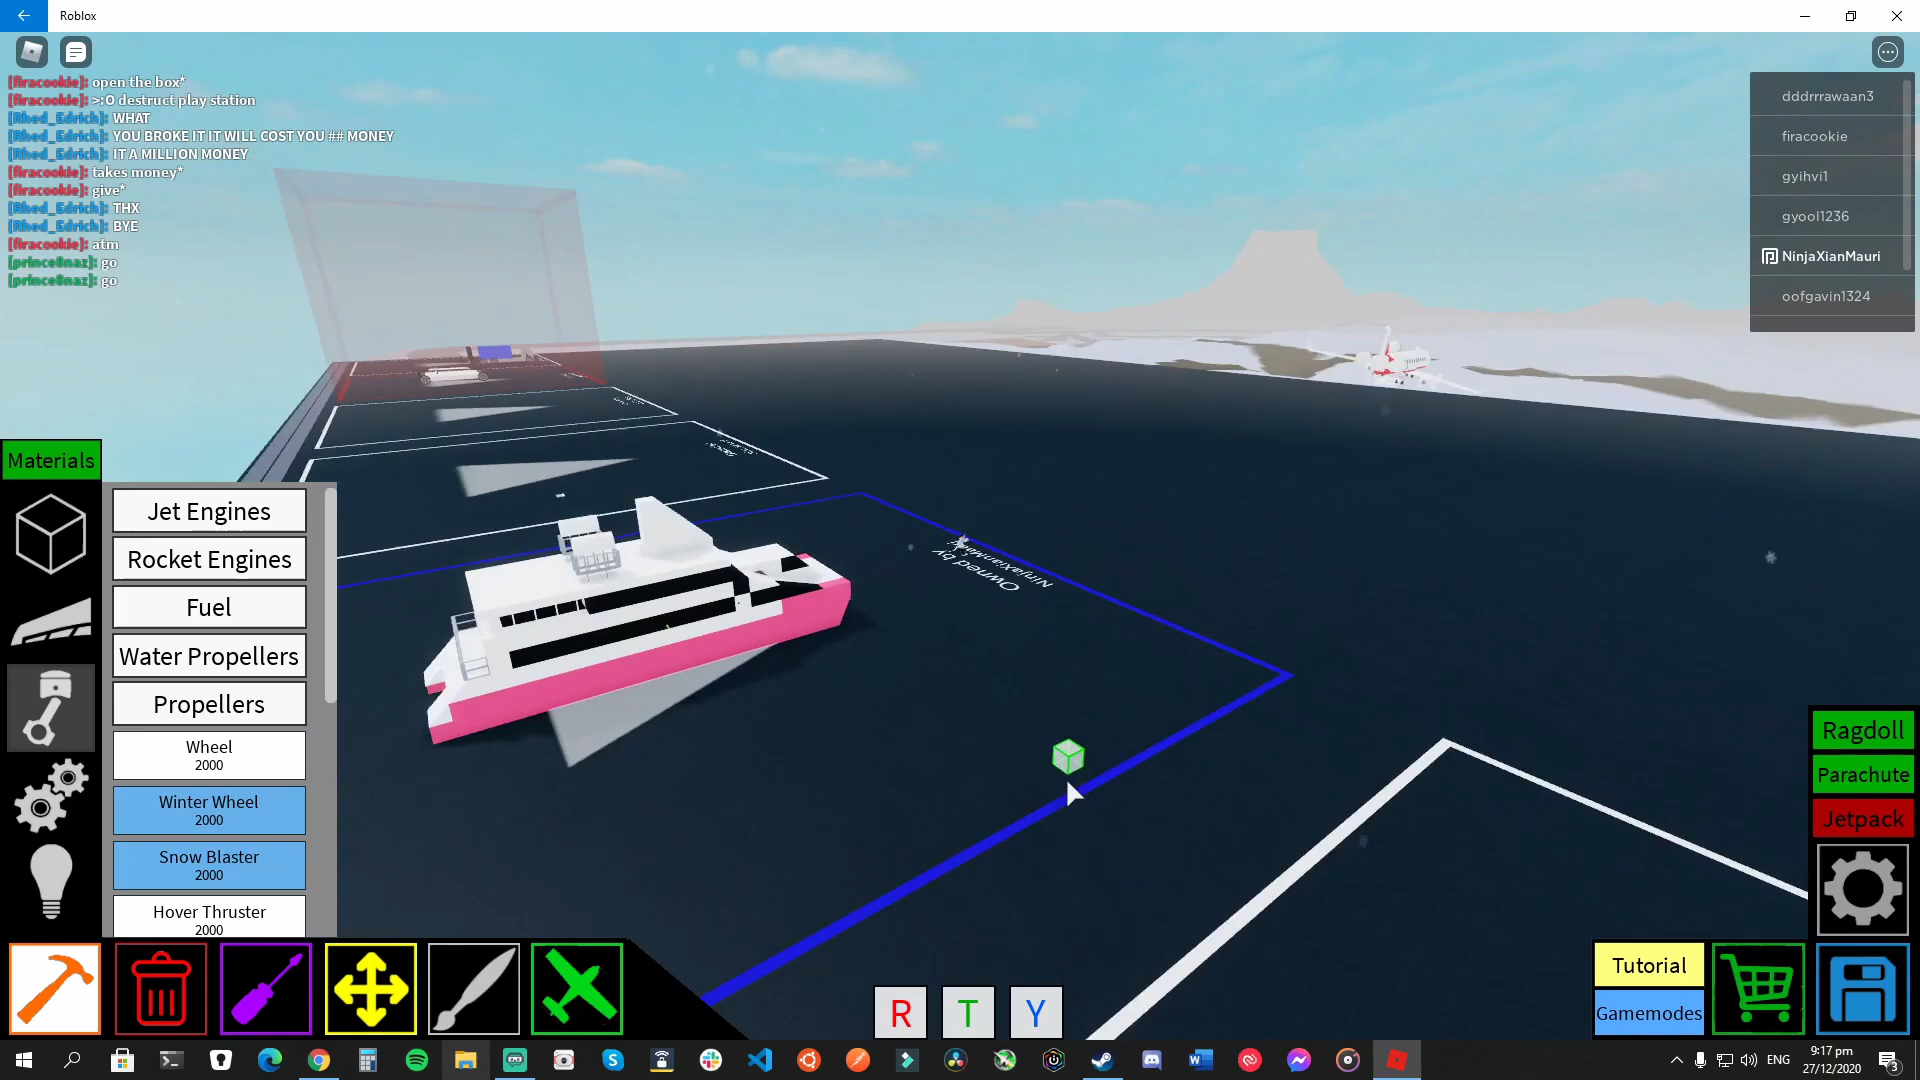 Roblox
[firacookie]: open the box*
[firacookie]: >:O destruct play station
[Rhed_Edrich]: WHAT
[Rhed_Edrich]: YOU BROKE IT IT WILL COST YOU ## MONEY
[Rhed_Edrich]: IT A MILLION MONEY
[firacookie]: takes money*
[firacookie]: give*
[Rhed_Edrich]: THX
[Rhed_Edrich]: BYE
[firacookie]: atm
[prince8naz]: go
[prince8naz]: go
dddrrrawaan3
firacookie
gyihvi1
gyool1236
NinjaXianMauri
oofgavin1324
Materials
Jet Engines
Rocket Engines
Fuel
Water Propellers
Propellers
Wheel
2000
Winter Wheel
2000
Snow Blaster
2000
Hover Thruster
2000
Owned by
NinjaXianMauri
Ragdoll
Parachute
Jetpack
R T Y
Tutorial
Gamemodes
ENG
9:17 pm
27/12/2020
3